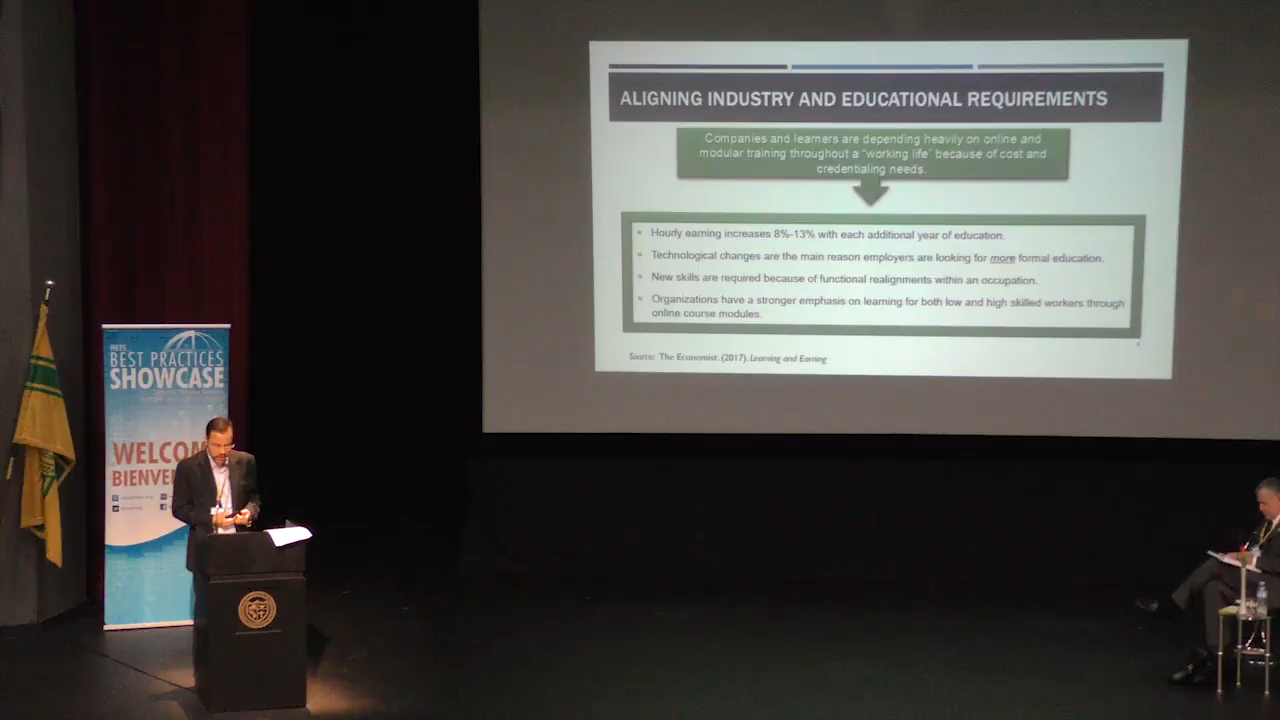 ALIGNING INDUSTRY AND EDUCATIONAL REQUIREMENTS
Companies and learners are depending heavily on online and
modular training throughout a "working life" because of cost and
credentialing needs.
Hourly earning increases 8%-13% with each additional year of education.
Technological changes are the main reason employers are looking for more formal education.
New skills are required because of functional realignments within an occupation.
Organizations have a stronger emphasis on learning for both low and high skilled workers through
online course modules.
Source: The Economist. (2017). Learning and Earning
HETS
BEST PRACTICES
SHOWCASE
WELCOM
BIENVEN